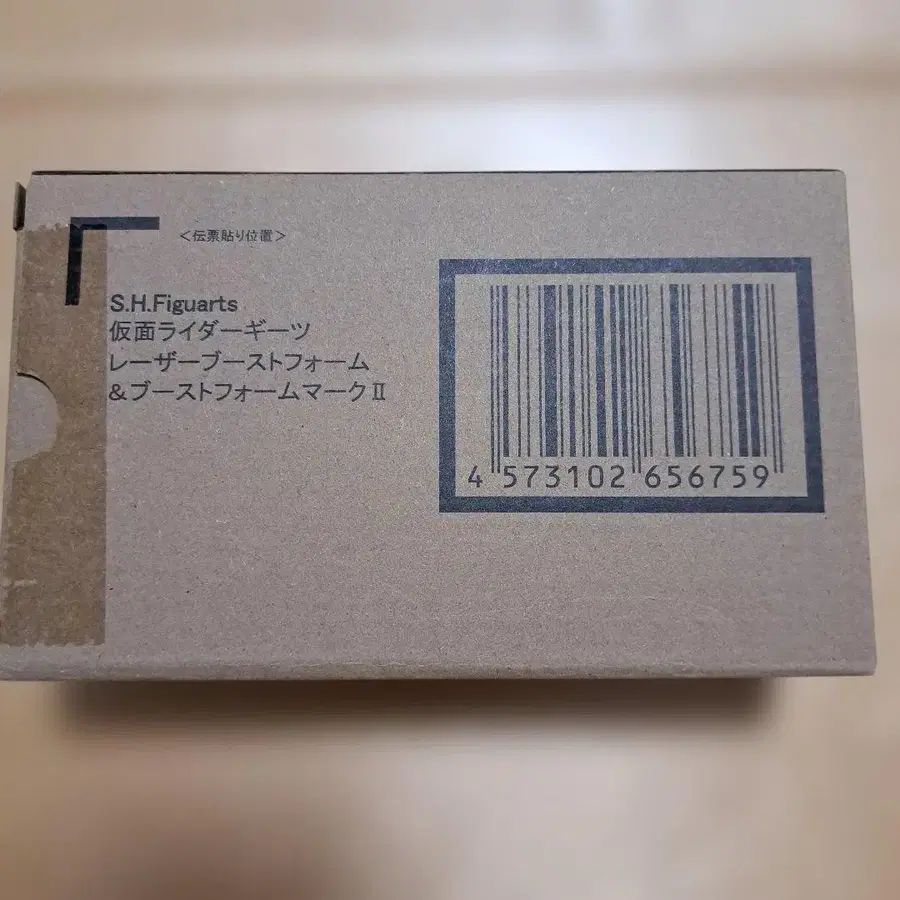 ＜伝票貼り位置＞
S.H.Figuarts
仮面ライダーギーツ
レーザーブーストフォーム
&ブーストフォームマークⅡ
4 573102 656759